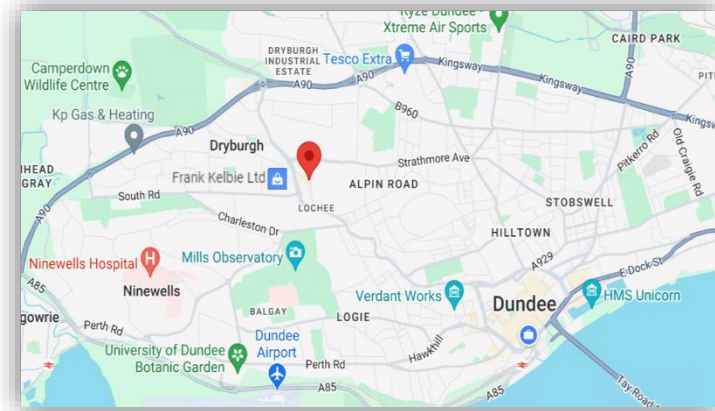 Ryze Dundee -
Xtreme Air Sports
CAIRD PARK
DRYBURGH
INDUSTRIAL
ESTATE
Tesco Extra
A90
Kingsway
A90
Camperdown
Wildlife Centre
A90
A90
Kingsway
PIT
Kp Gas & Heating
B960
Kingsw
A90
Dryburgh
Strathmore Ave
Pitkerro Rd
Old Craigie Rd
NHEAD
GRAY
Frank Kelbie Ltd
ALPIN ROAD
South Rd
LOCHEE
STOBSWELL
A90
Charleston Dr
HILLTOWN
Mills Observatory
A929
Ninewells Hospital
H
E Dock St
A85
Ninewells
Verdant Works
Dundee
HMS Unicorn
gowrie
Perth Rd
BALGAY
LOGIE
Dundee
Airport
University of Dundee
Botanic Garden
Perth Rd
Hawkhill
A85
Tay Road